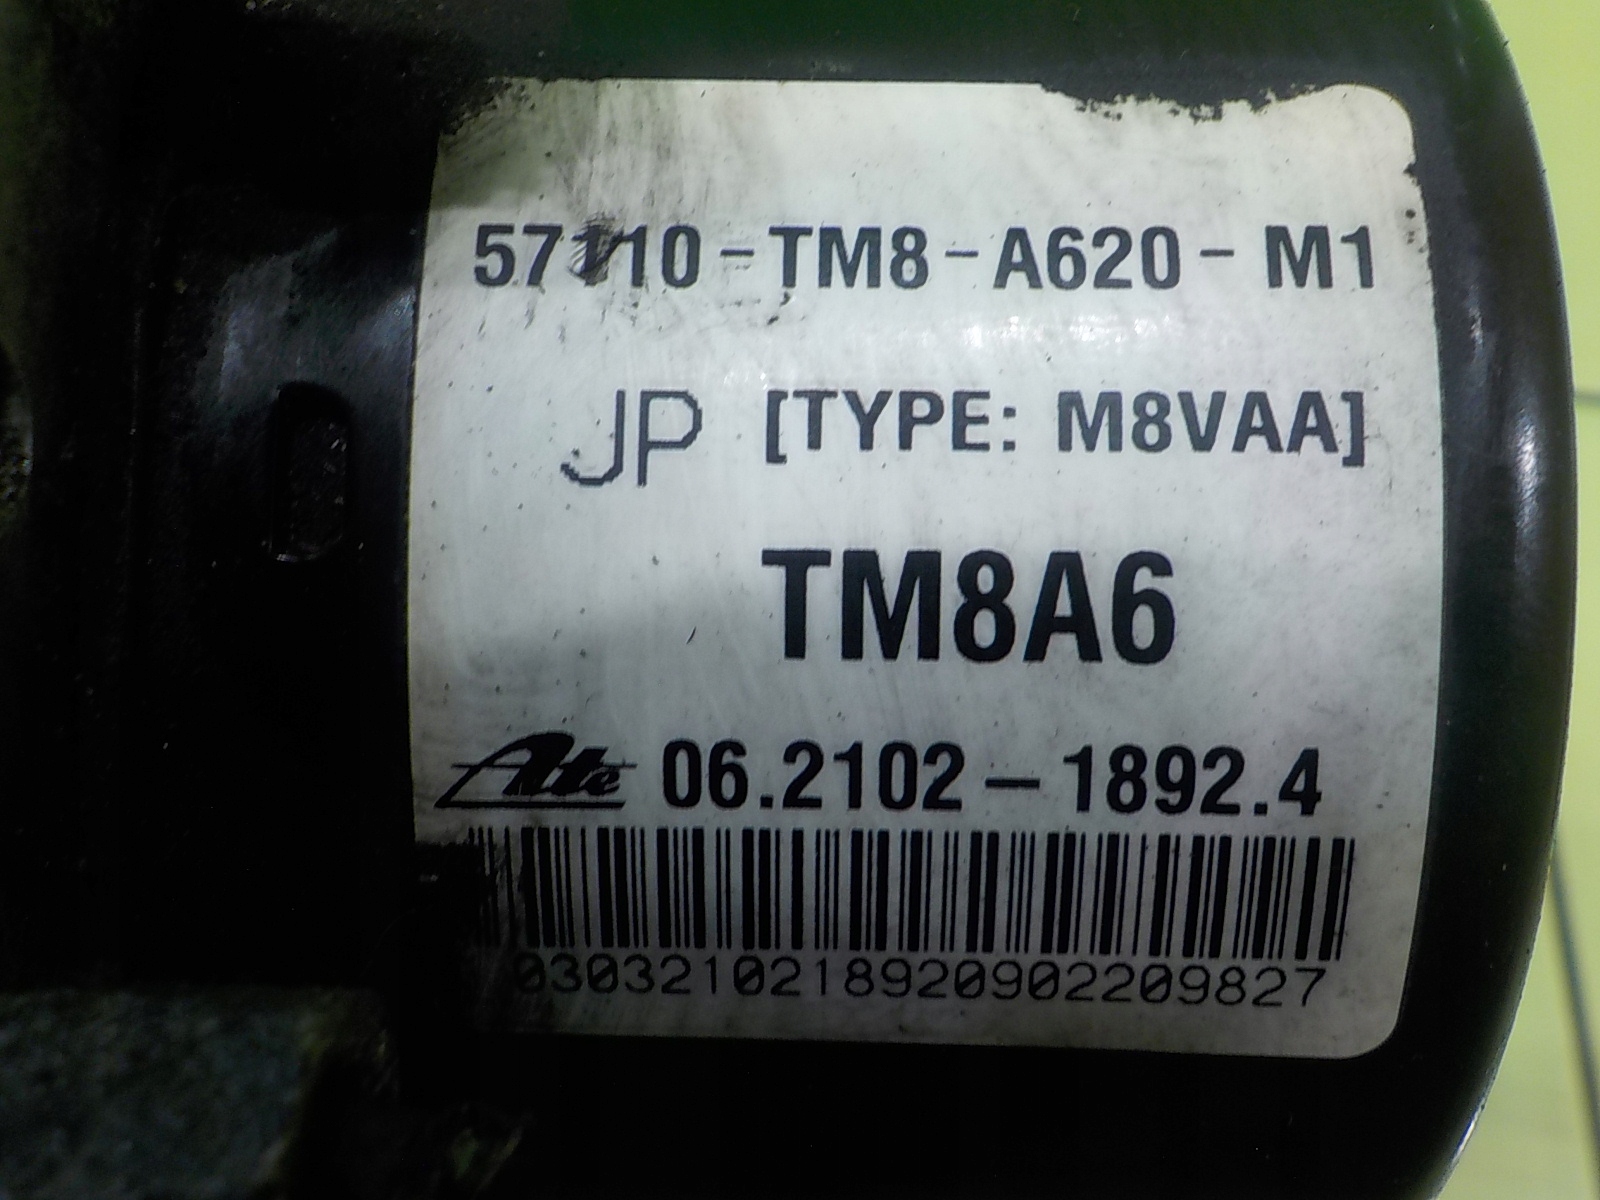 57110-TM8-A620-M1
JP [TYPE: M8VAA]
TM8A6
Ate 06.2102-1892.4
0303210218920902209827